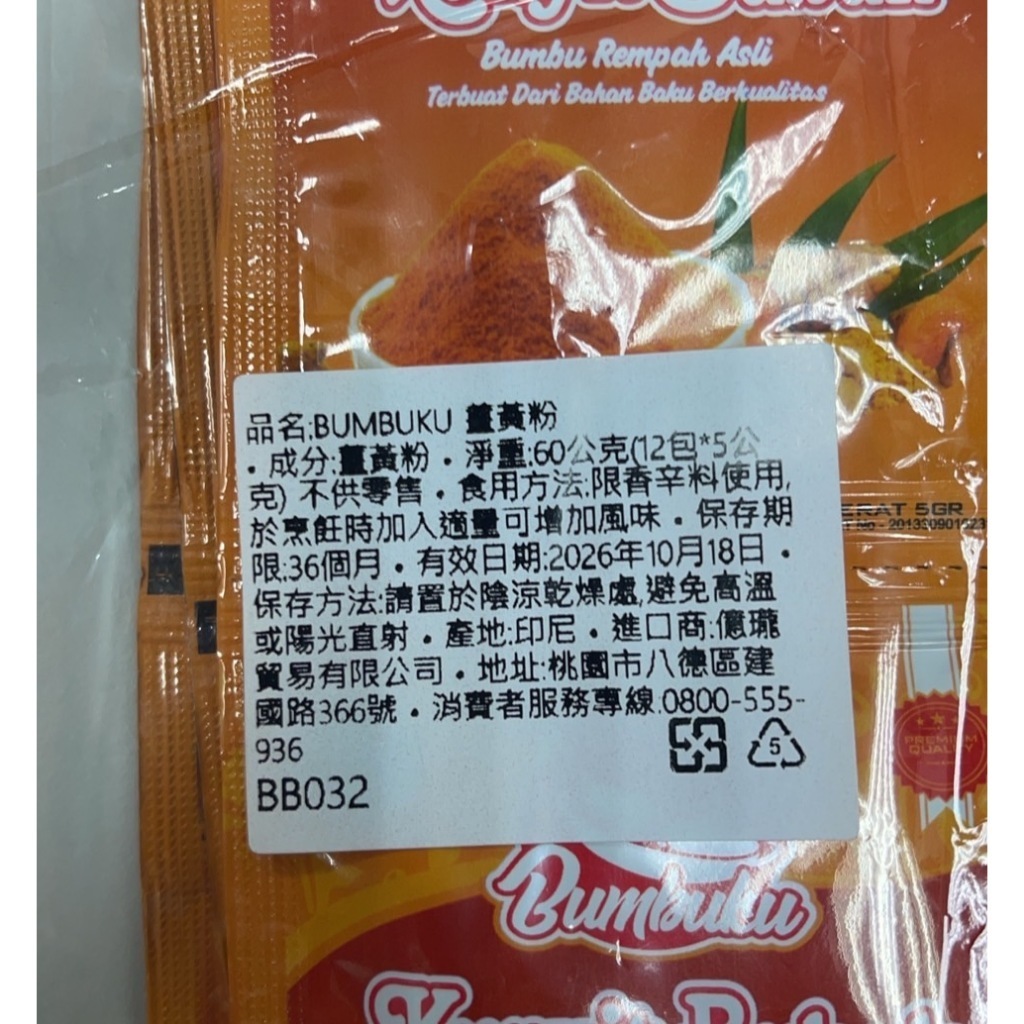 Bumbu Rempah Asli
Terbuat Dari Bahan Baku Berkualitas
品名:BUMBUKU 薑黃粉
.成分:薑黃粉.淨重:60公克(12包*5公
克) 不供零售.食用方法:限香辛料使用,
於烹飪時加入適量可增加風味.保存期
限:36個月.有效日期:2026年10月18日.
保存方法:請置於陰涼乾燥處,避免高溫
或陽光直射.產地:印尼.進口商:億瓏
貿易有限公司.地址:桃園市八德區建
國路366號.消費者服務專線:0800-555-
936
5
BB032
ERAT 5GR
PREMIUM
QUALITY
Bumbuku